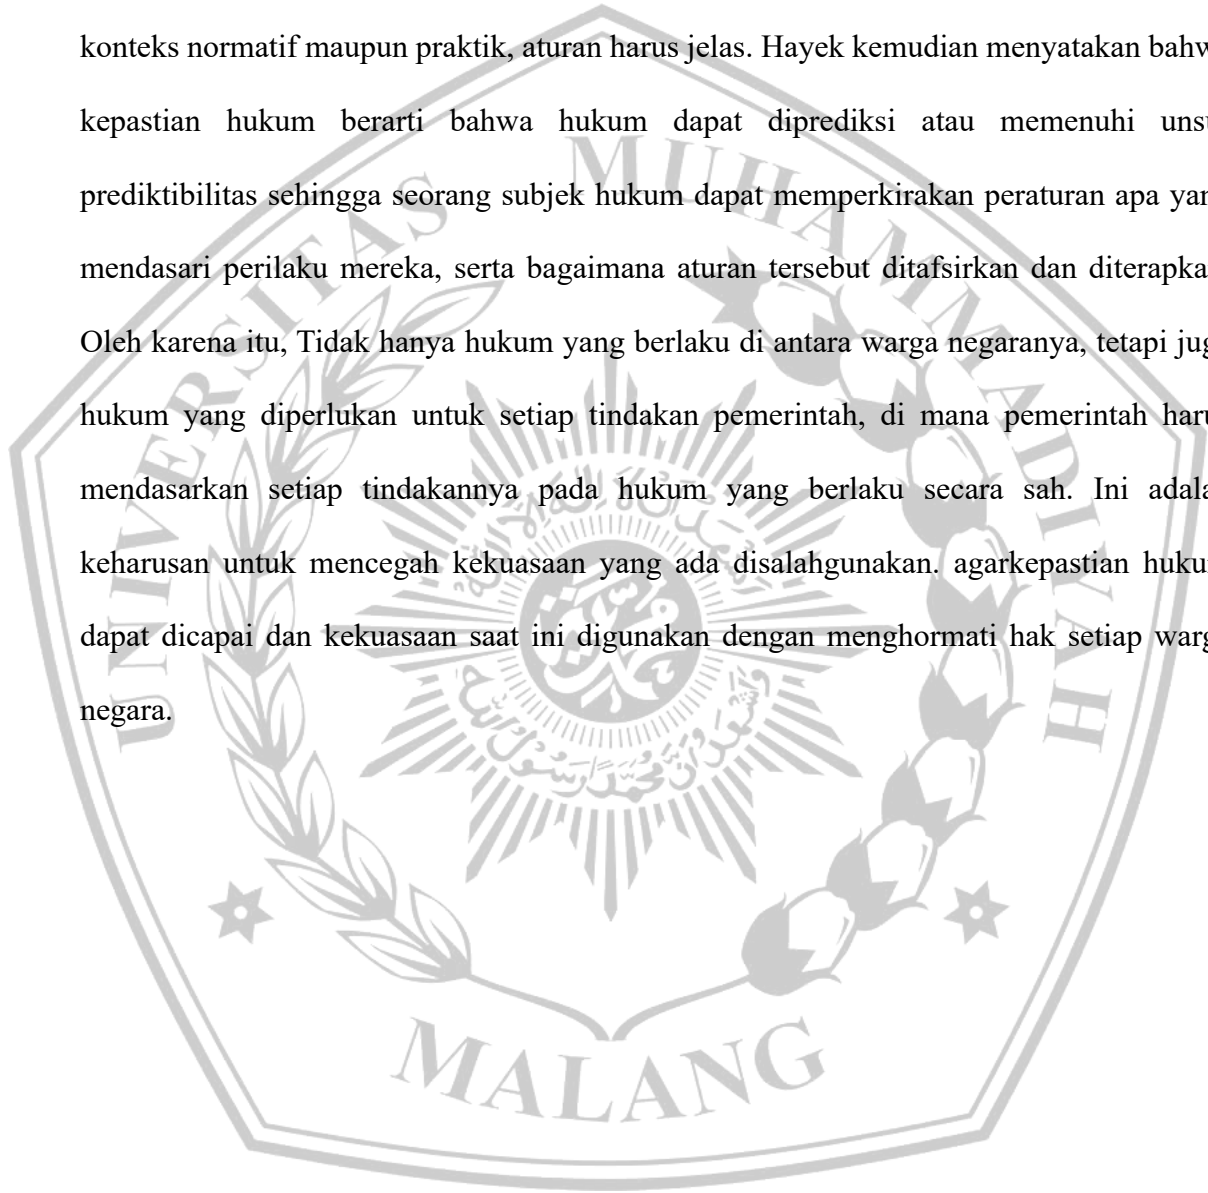 konteks normatif maupun praktik, aturan harus jelas. Hayek kemudian menyatakan bahw
kepastian hukum berarti bahwa hukum dapat diprediksi atau memenuhi unsu
prediktibilitas sehingga seorang subjek hukum dapat memperkirakan peraturan apa yan
mendasari perilaku mereka, serta bagaimana aturan tersebut ditafsirkan dan diterapka
Oleh karena itu, Tidak hanya hukum yang berlaku di antara warga negaranya, tetapi jug
hukum yang diperlukan untuk setiap tindakan pemerintah, di mana pemerintah haru
mendasarkan setiap tindakannya pada hukum yang berlaku secara sah. Ini adala
keharusan untuk mencegah kekuasaan yang ada disalahgunakan. agarkepastian huku
dapat dicapai dan kekuasaan saat ini digunakan dengan menghormati hak setiap warg
negara.
UNIVERSITAS MUHAMMADIYAH
MALANG